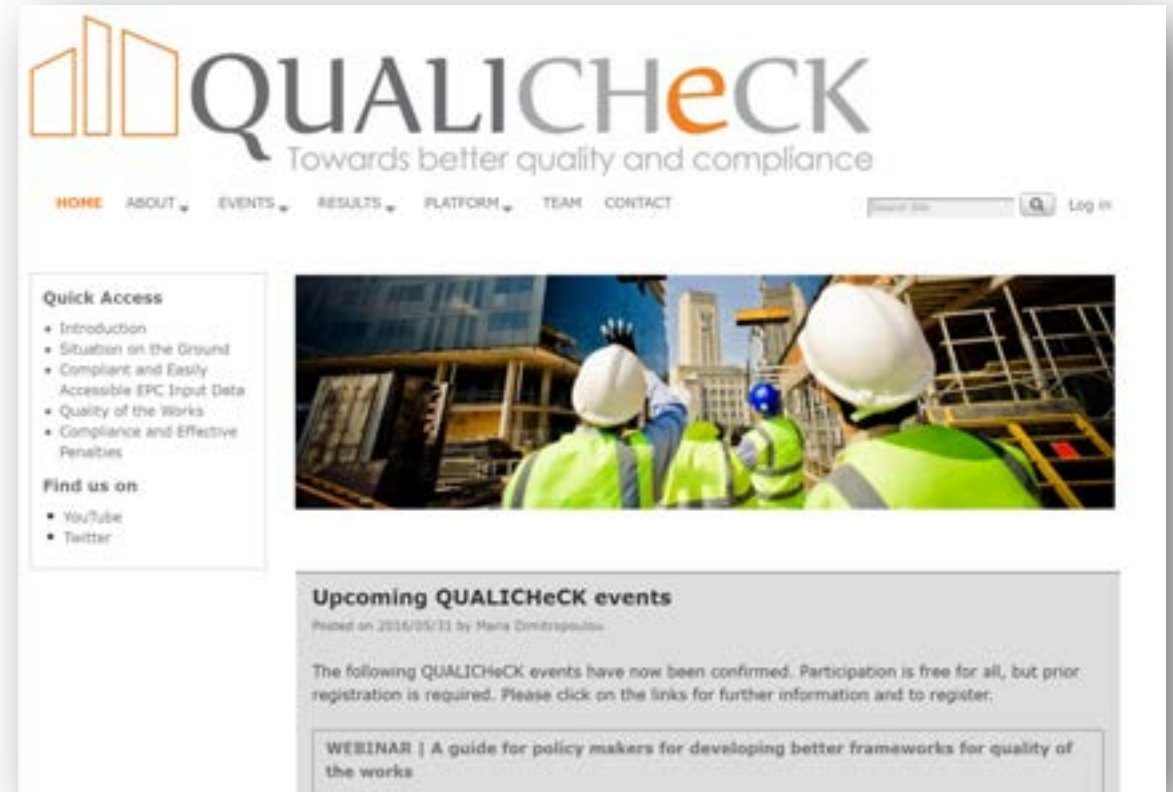 QUALICHeCK
Towards better quality and compliance
HOME ABOUT EVENTS RESULTS PLATFORM TEAM CONTACT Search Site Log in
Quick Access
• Introduction
• Situation on the Ground
• Compliant and Easily
Accessible EPC Input Data
• Quality of the Works
• Compliance and Effective
Penalties
Find us on
▪ YouTube
▪ Twitter
Upcoming QUALICHeCK events
Posted on 2016/05/31 by Maria Dimitropoulou
The following QUALICHeCK events have now been confirmed. Participation is free for all, but prior
registration is required. Please click on the links for further information and to register.
WEBINAR | A guide for policy makers for developing better frameworks for quality of
the works